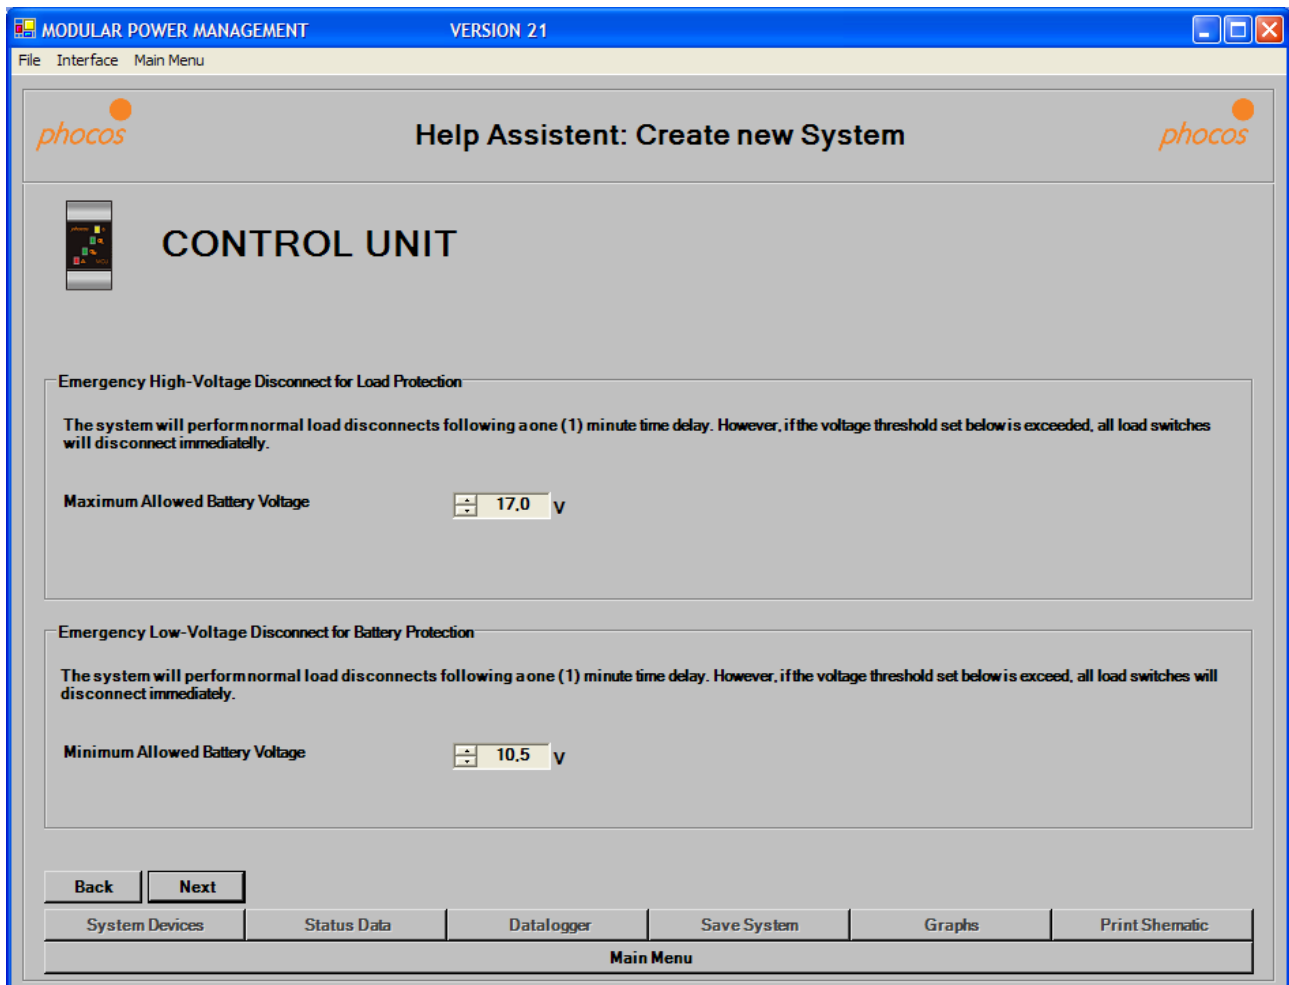 MODULAR POWER MANAGEMENT VERSION 21
File Interface Main Menu
phocos Help Assistent: Create new System phocos
CONTROL UNIT
Emergency High-Voltage Disconnect for Load Protection
The system will perform normal load disconnects following a one (1) minute time delay. However, if the voltage threshold set below is exceeded, all load switches
will disconnect immediatelly.
Maximum Allowed Battery Voltage 17,0 V
Emergency Low-Voltage Disconnect for Battery Protection
The system will perform normal load disconnects following a one (1) minute time delay. However, if the voltage threshold set below is exceed, all load switches will
disconnect immediately.
Minimum Allowed Battery Voltage 10,5 V
Back Next
System Devices Status Data Datalogger Save System Graphs Print Shematic
Main Menu